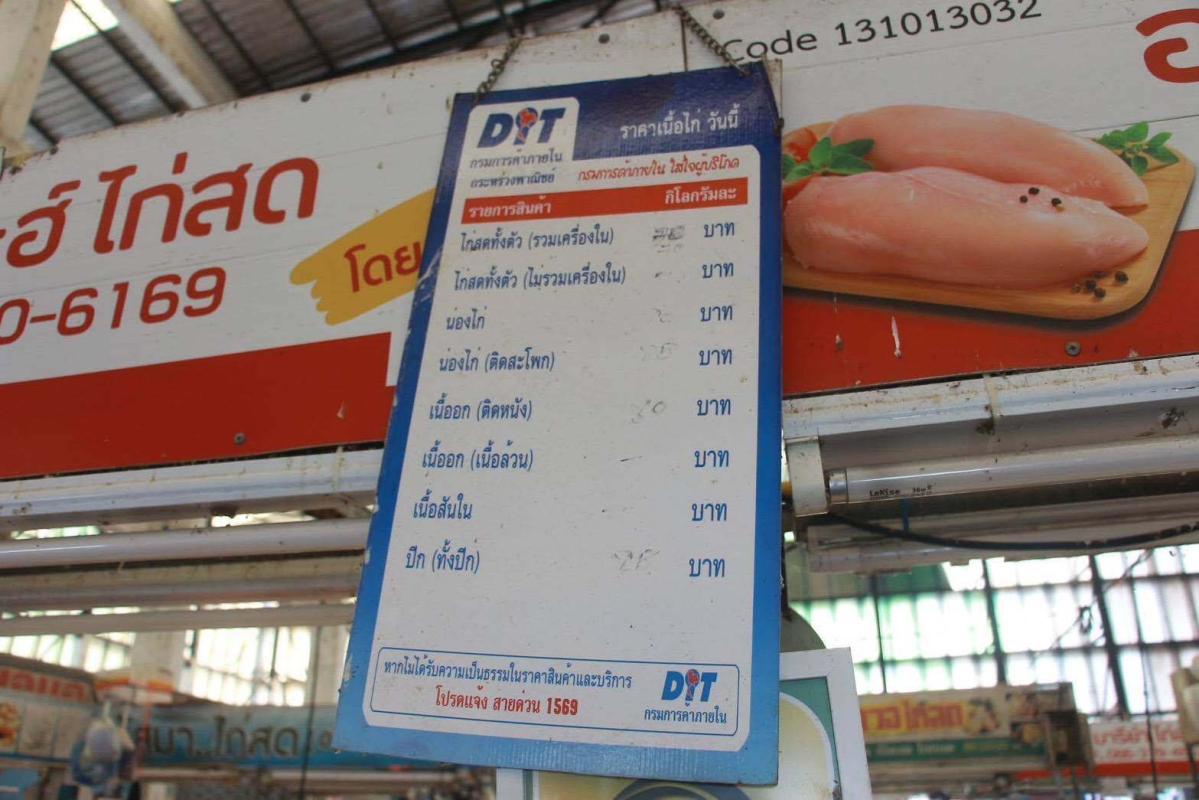 Code 131013032
ไก่สด
0-6169
โดย
DIT
กรมการค้าภายใน
กระทรวงพาณิชย์
ราคาเนื้อไก่ วันนี้
กรมการค้าภายใน ใส่ใจผู้บริโภค
รายการสินค้า กิโลกรัมละ
ไก่สดทั้งตัว (รวมเครื่องใน) บาท
ไก่สดทั้งตัว (ไม่รวมเครื่องใน) บาท
น่องไก่ บาท
น่องไก่ (ติดสะโพก) บาท
เนื้ออก (ติดหนัง) บาท
เนื้ออก (เนื้อล้วน) บาท
เนื้อสันใน บาท
ปีก (ทั้งปีก) บาท
หากไม่ได้รับความเป็นธรรมในราคาสินค้าและบริการ
โปรดแจ้ง สายด่วน 1569
DIT
กรมการค้าภายใน
ไก่สด